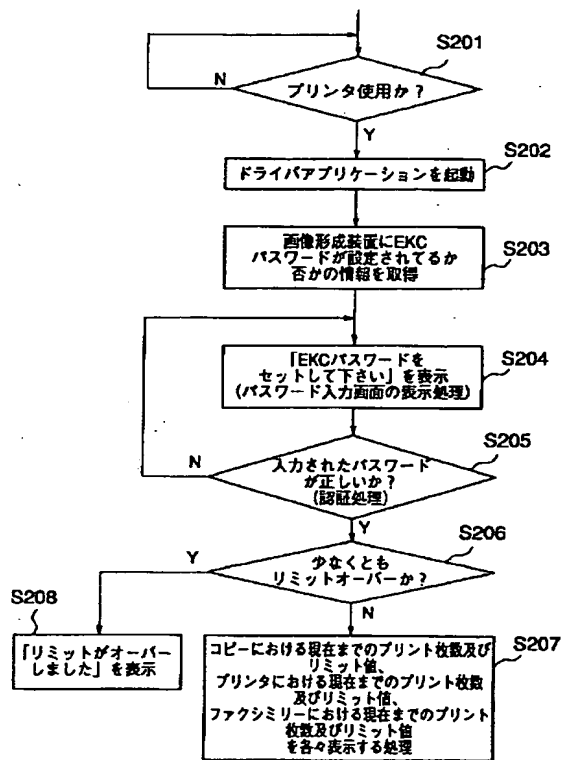 S201
N
プリンタ使用か?
Y
S202
ドライバアプリケーションを起動
画像形成装置にEKC
パスワードが設定されてるか
否かの情報を取得
S203
「EKCパスワードを
セットして下さい」を表示
(パスワード入力画面の表示処理)
S204
S205
N
入力されたパスワード
が正しいか?
(認証処理)
Y
S206
Y
少なくとも
リミットオーバーか?
S208
N
「リミットがオーバー
しました」を表示
コピーにおける現在までのプリント枚数及び
リミット値、
プリンタにおける現在までのプリント枚数
及びリミット値、
ファクシミリーにおける現在までのプリント
枚数及びリミット値
を各々表示する処理
S207